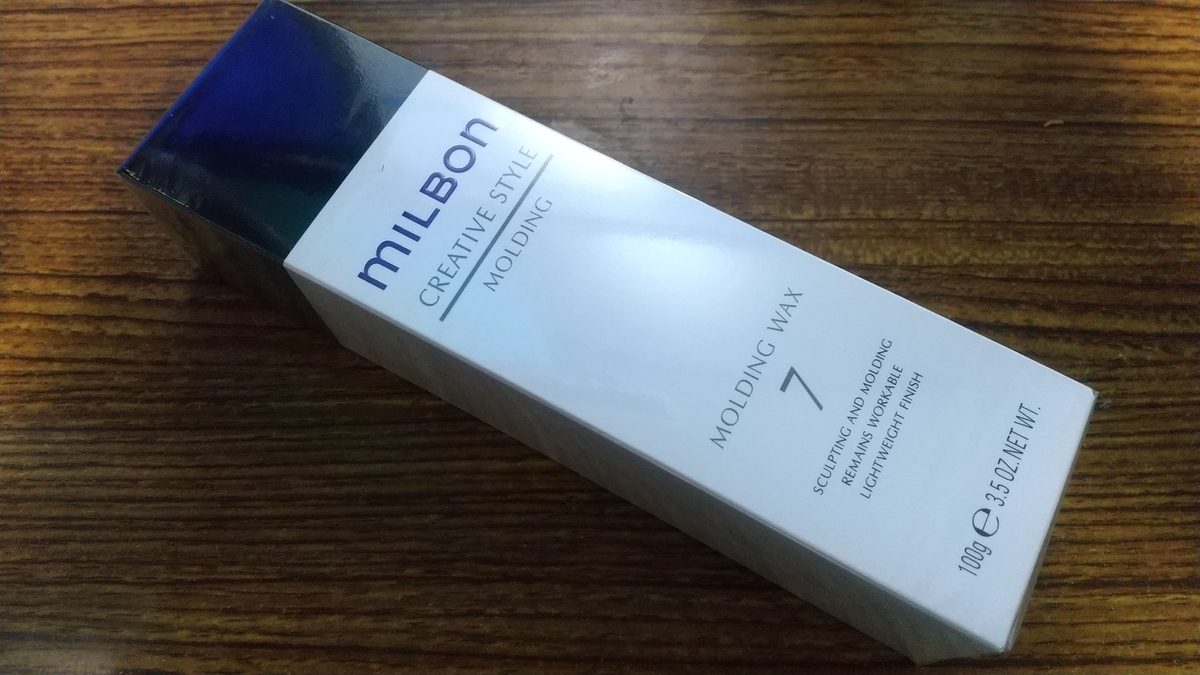 mILBON
CREATIVE STYLE
MOLDING
MOLDING WAX
7
SCULPTING AND MOLDING
REMAINS WORKABLE
LIGHTWEIGHT FINISH
100g ℮ 3.5 OZ. NET WT.